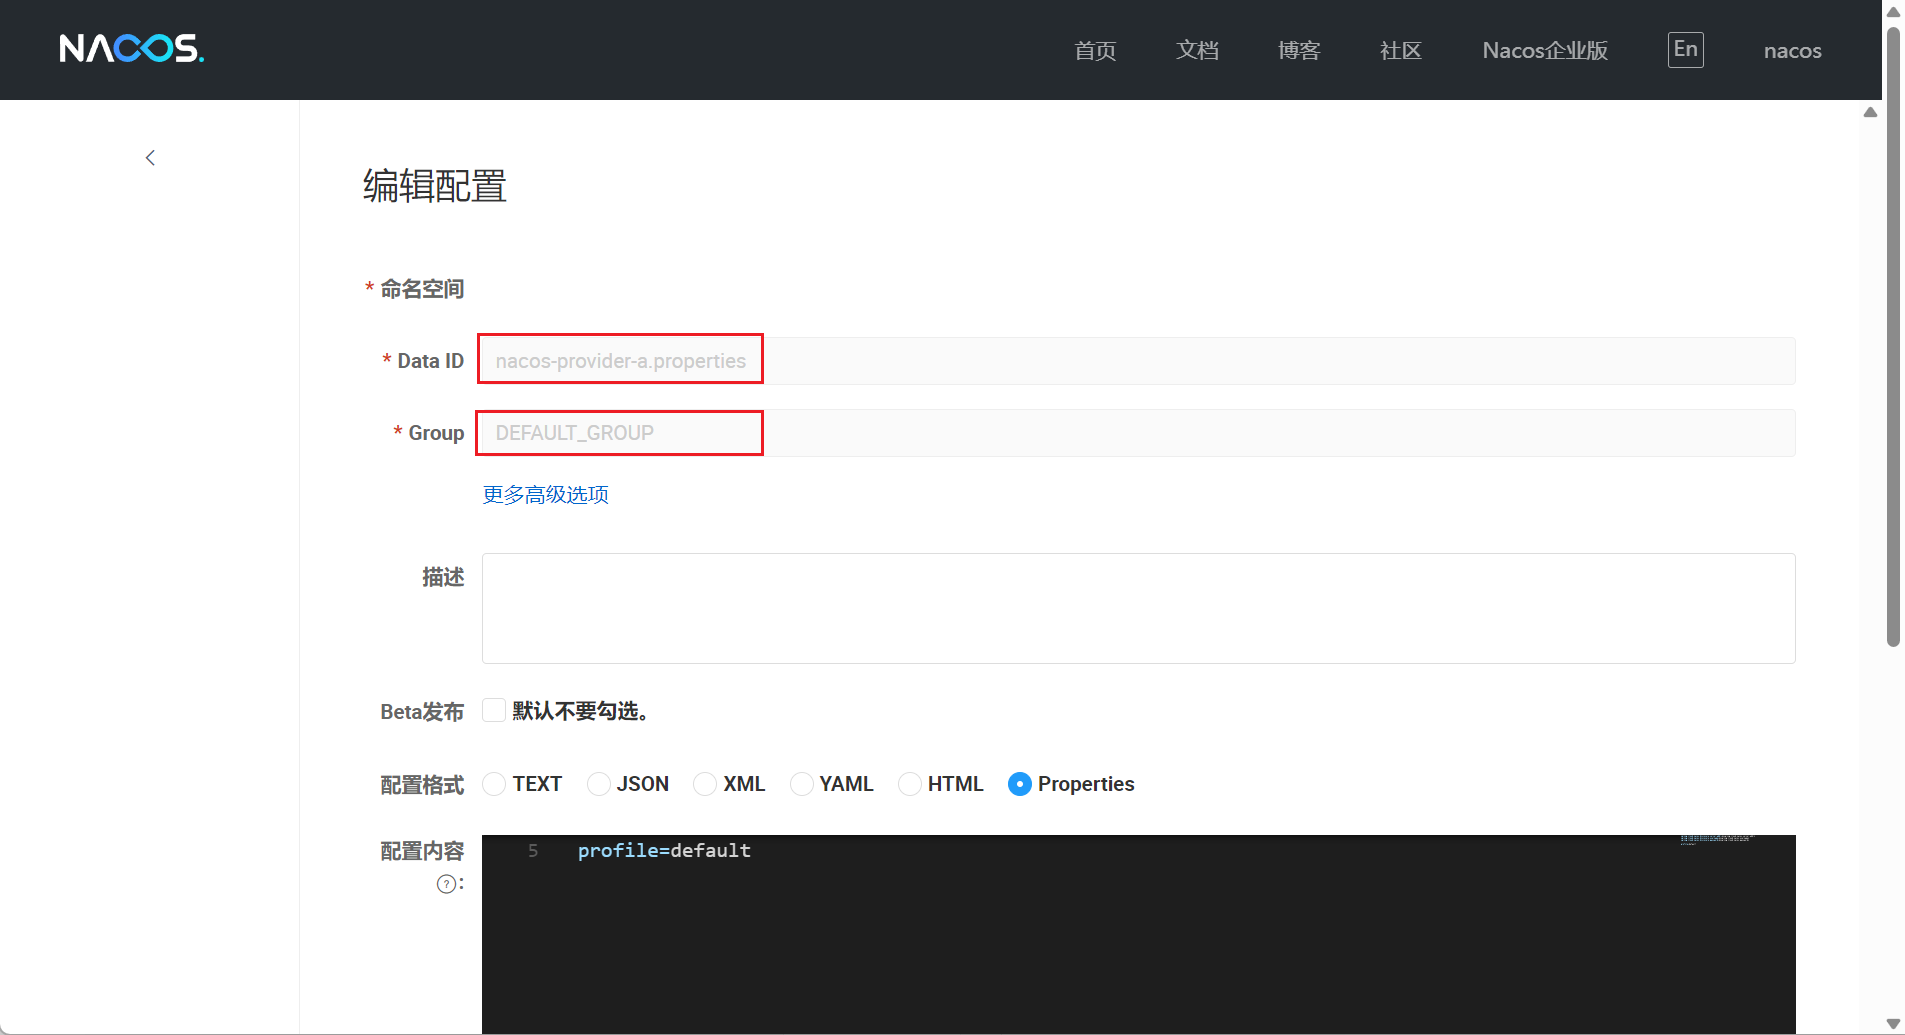 NACOS.
首页 文档 博客 社区 Nacos企业版 En nacos
编辑配置
* 命名空间
* Data ID nacos-provider-a.properties
* Group DEFAULT_GROUP
更多高级选项
描述
Beta发布 默认不要勾选。
配置格式 TEXT JSON XML YAML HTML Properties
配置内容 5 profile=default
?: